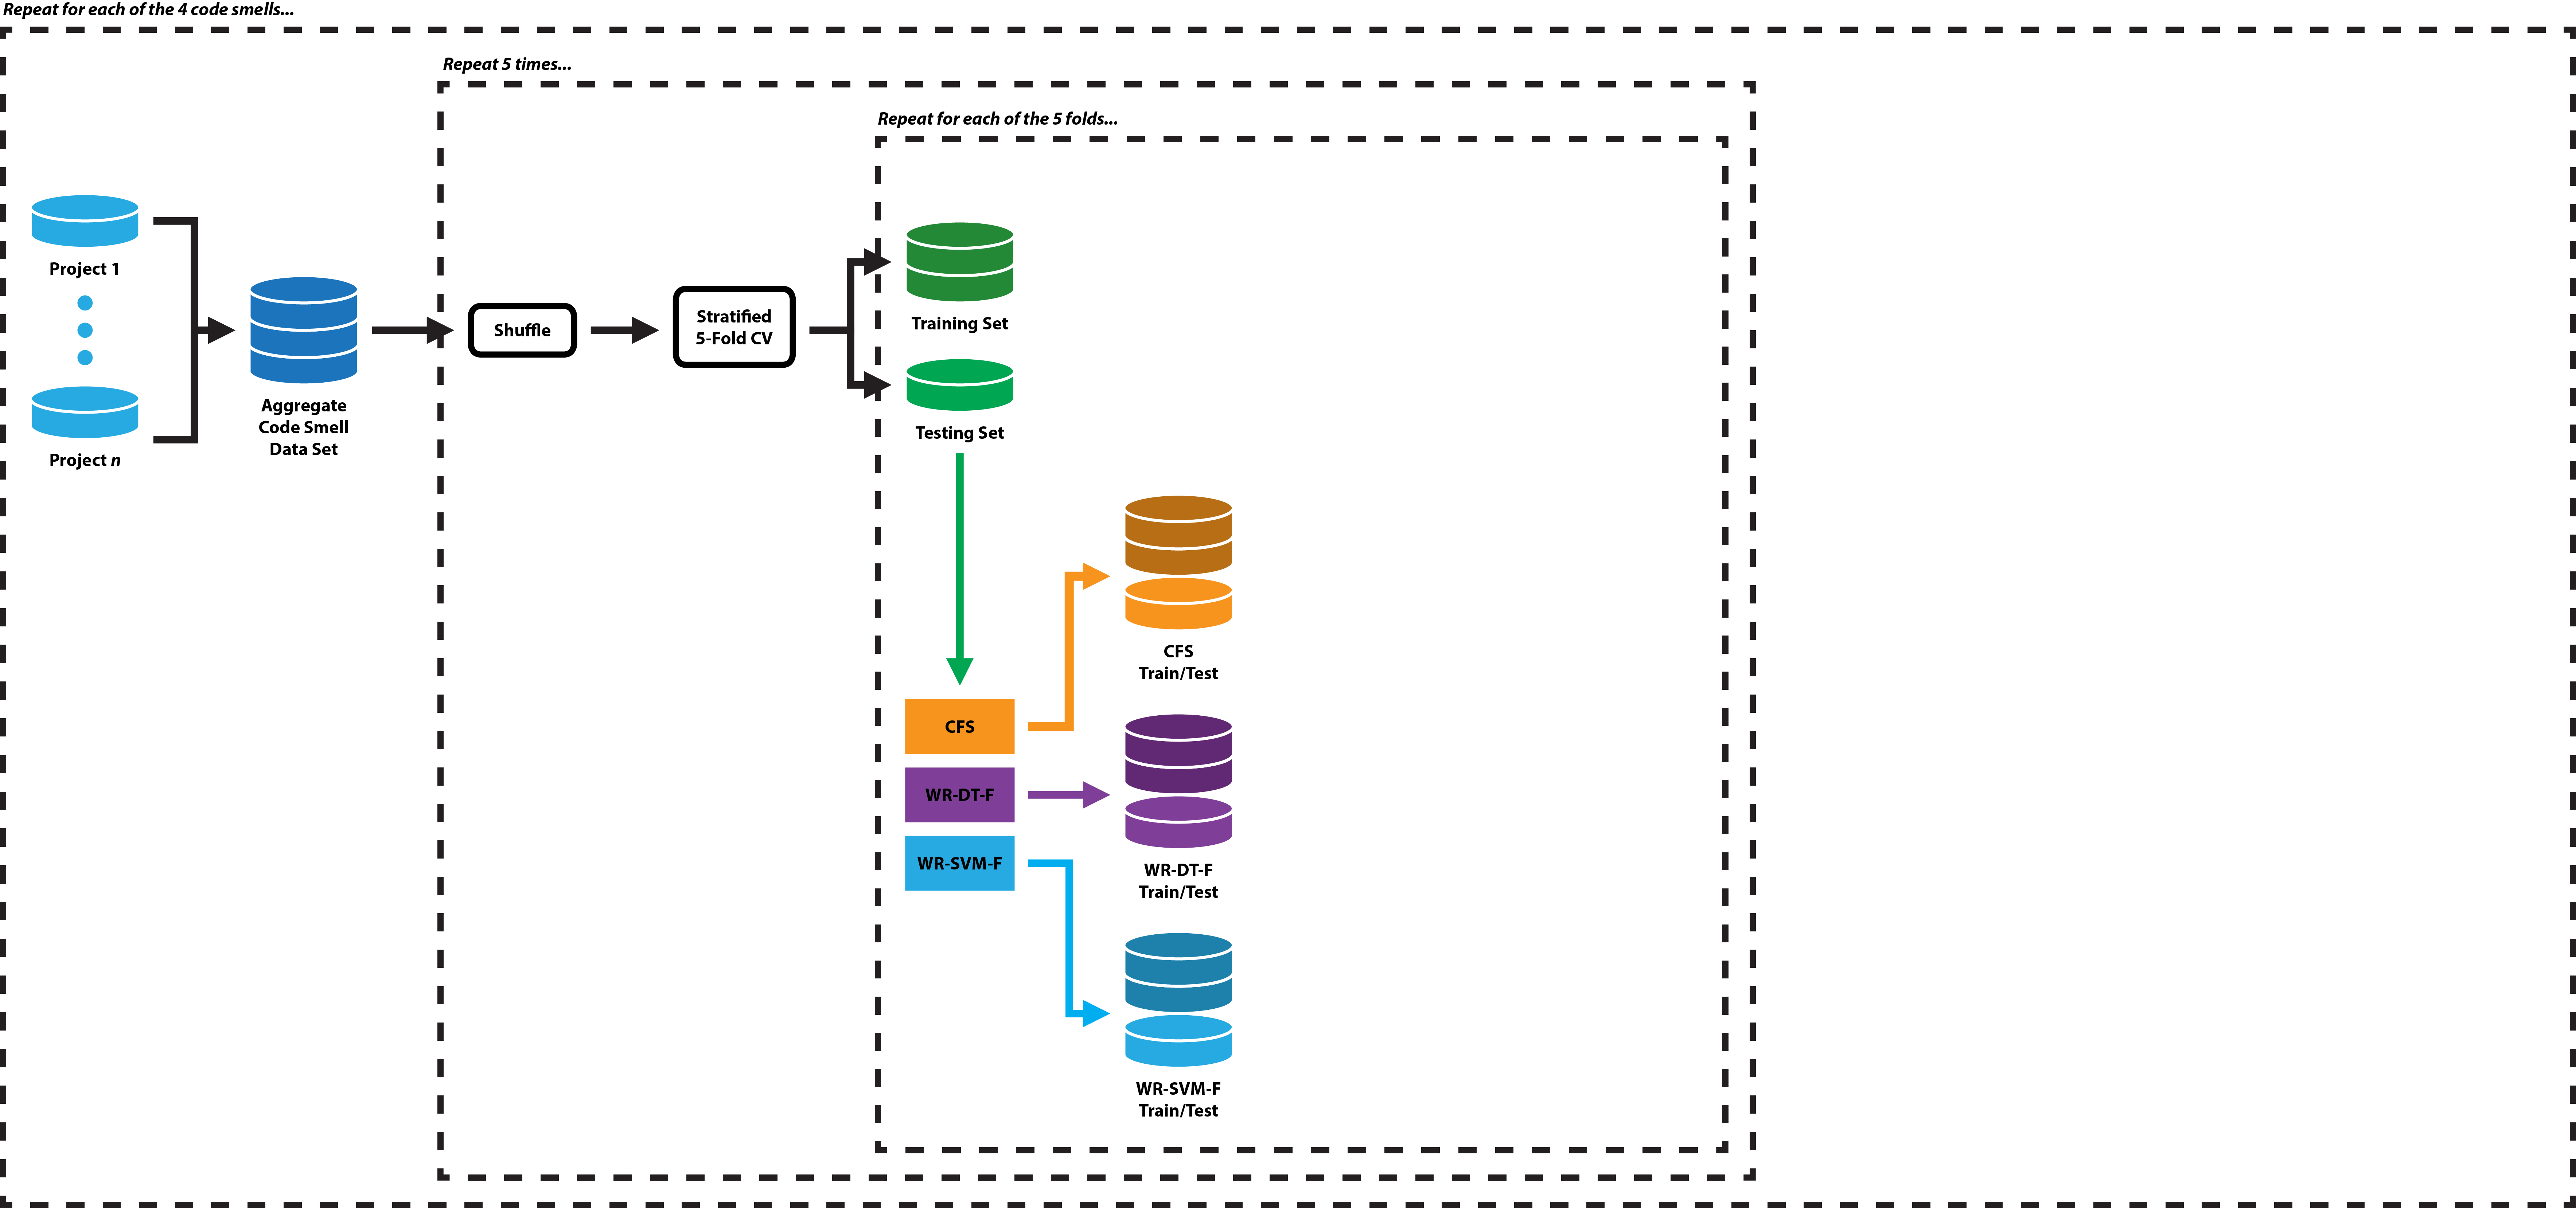 Repeat for each of the 4 code smells...
Repeat 5 times...
Repeat for each of the 5 folds...
Project 1
Project n
Aggregate
Code Smell
Data Set
Shuffle
Stratified
5-Fold CV
Training Set
Testing Set
CFS
WR-DT-F
WR-SVM-F
CFS
Train/Test
WR-DT-F
Train/Test
WR-SVM-F
Train/Test